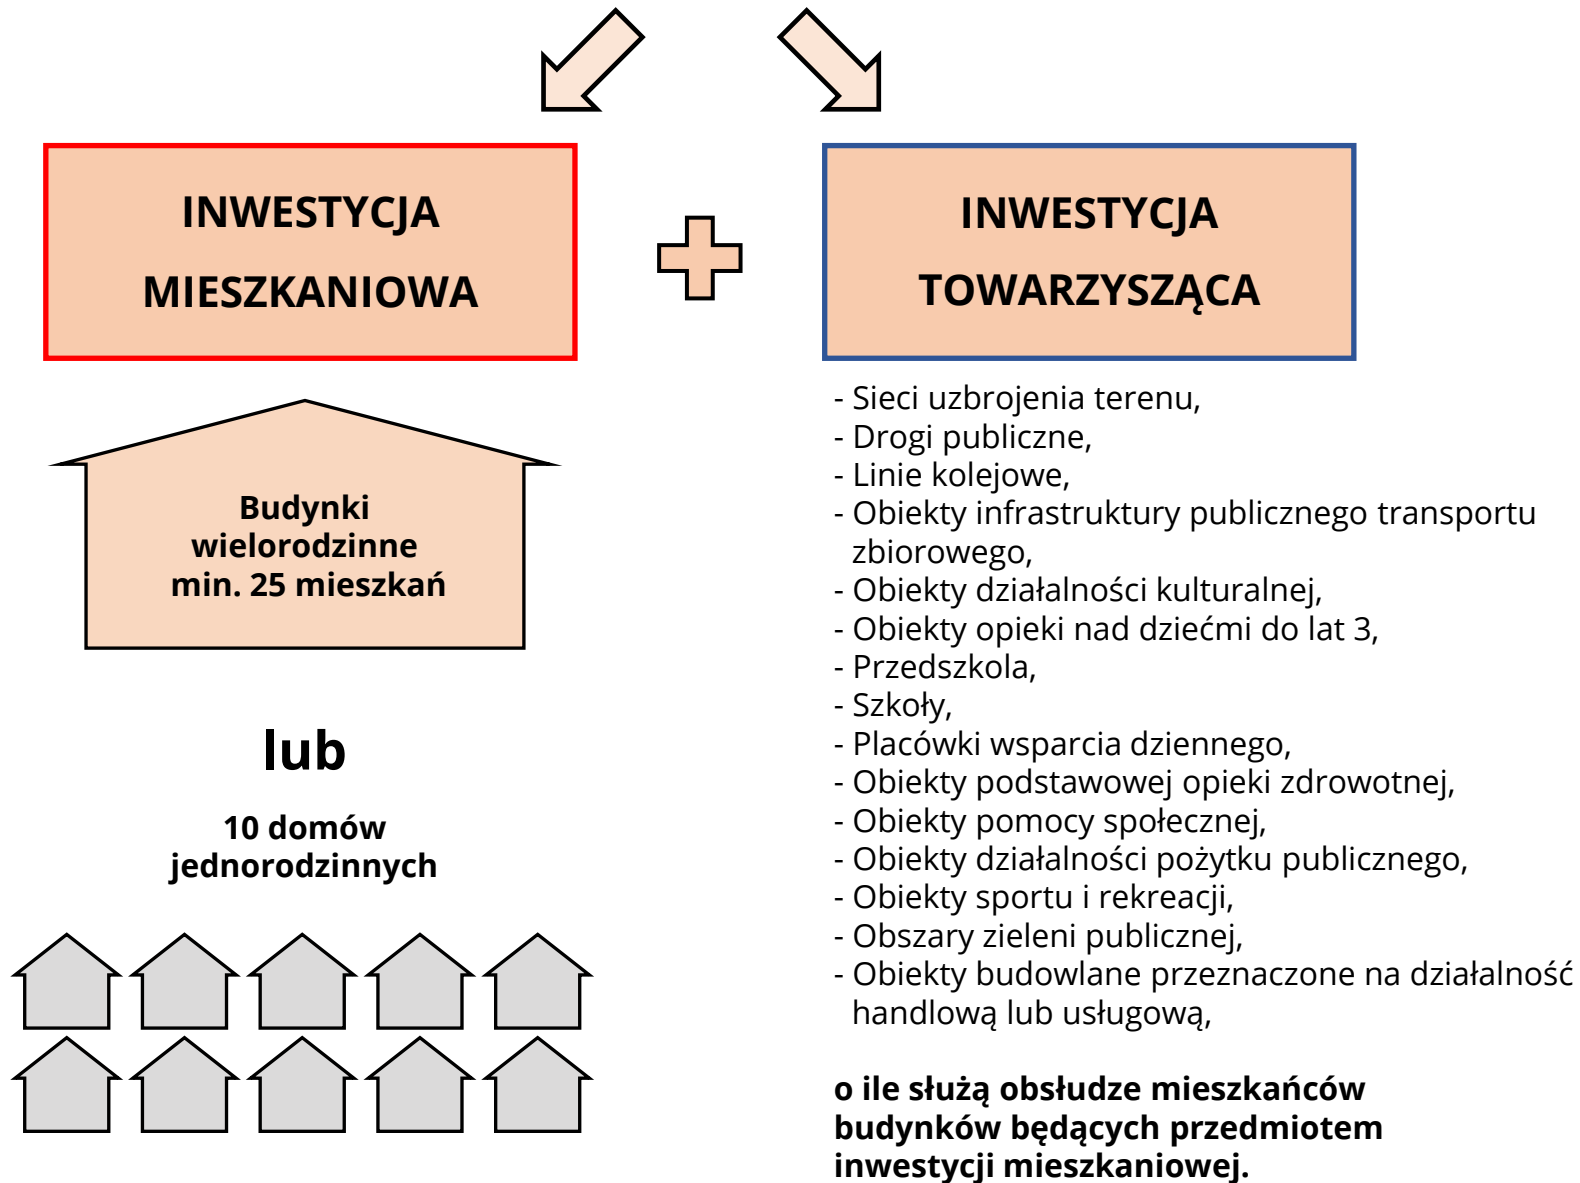 INWESTYCJA
MIESZKANIOWA
INWESTYCJA
TOWARZYSZĄCA
Budynki
wielorodzinne
min. 25 mieszkań
lub
10 domów
jednorodzinnych
- Sieci uzbrojenia terenu,
- Drogi publiczne,
- Linie kolejowe,
- Obiekty infrastruktury publicznego transportu
zbiorowego,
- Obiekty działalności kulturalnej,
- Obiekty opieki nad dziećmi do lat 3,
- Przedszkola,
- Szkoły,
- Placówki wsparcia dziennego,
- Obiekty podstawowej opieki zdrowotnej,
- Obiekty pomocy społecznej,
- Obiekty działalności pożytku publicznego,
- Obiekty sportu i rekreacji,
- Obszary zieleni publicznej,
- Obiekty budowlane przeznaczone na działalność
handlową lub usługową,
o ile służą obsłudze mieszkańców
budynków będących przedmiotem
inwestycji mieszkaniowej.